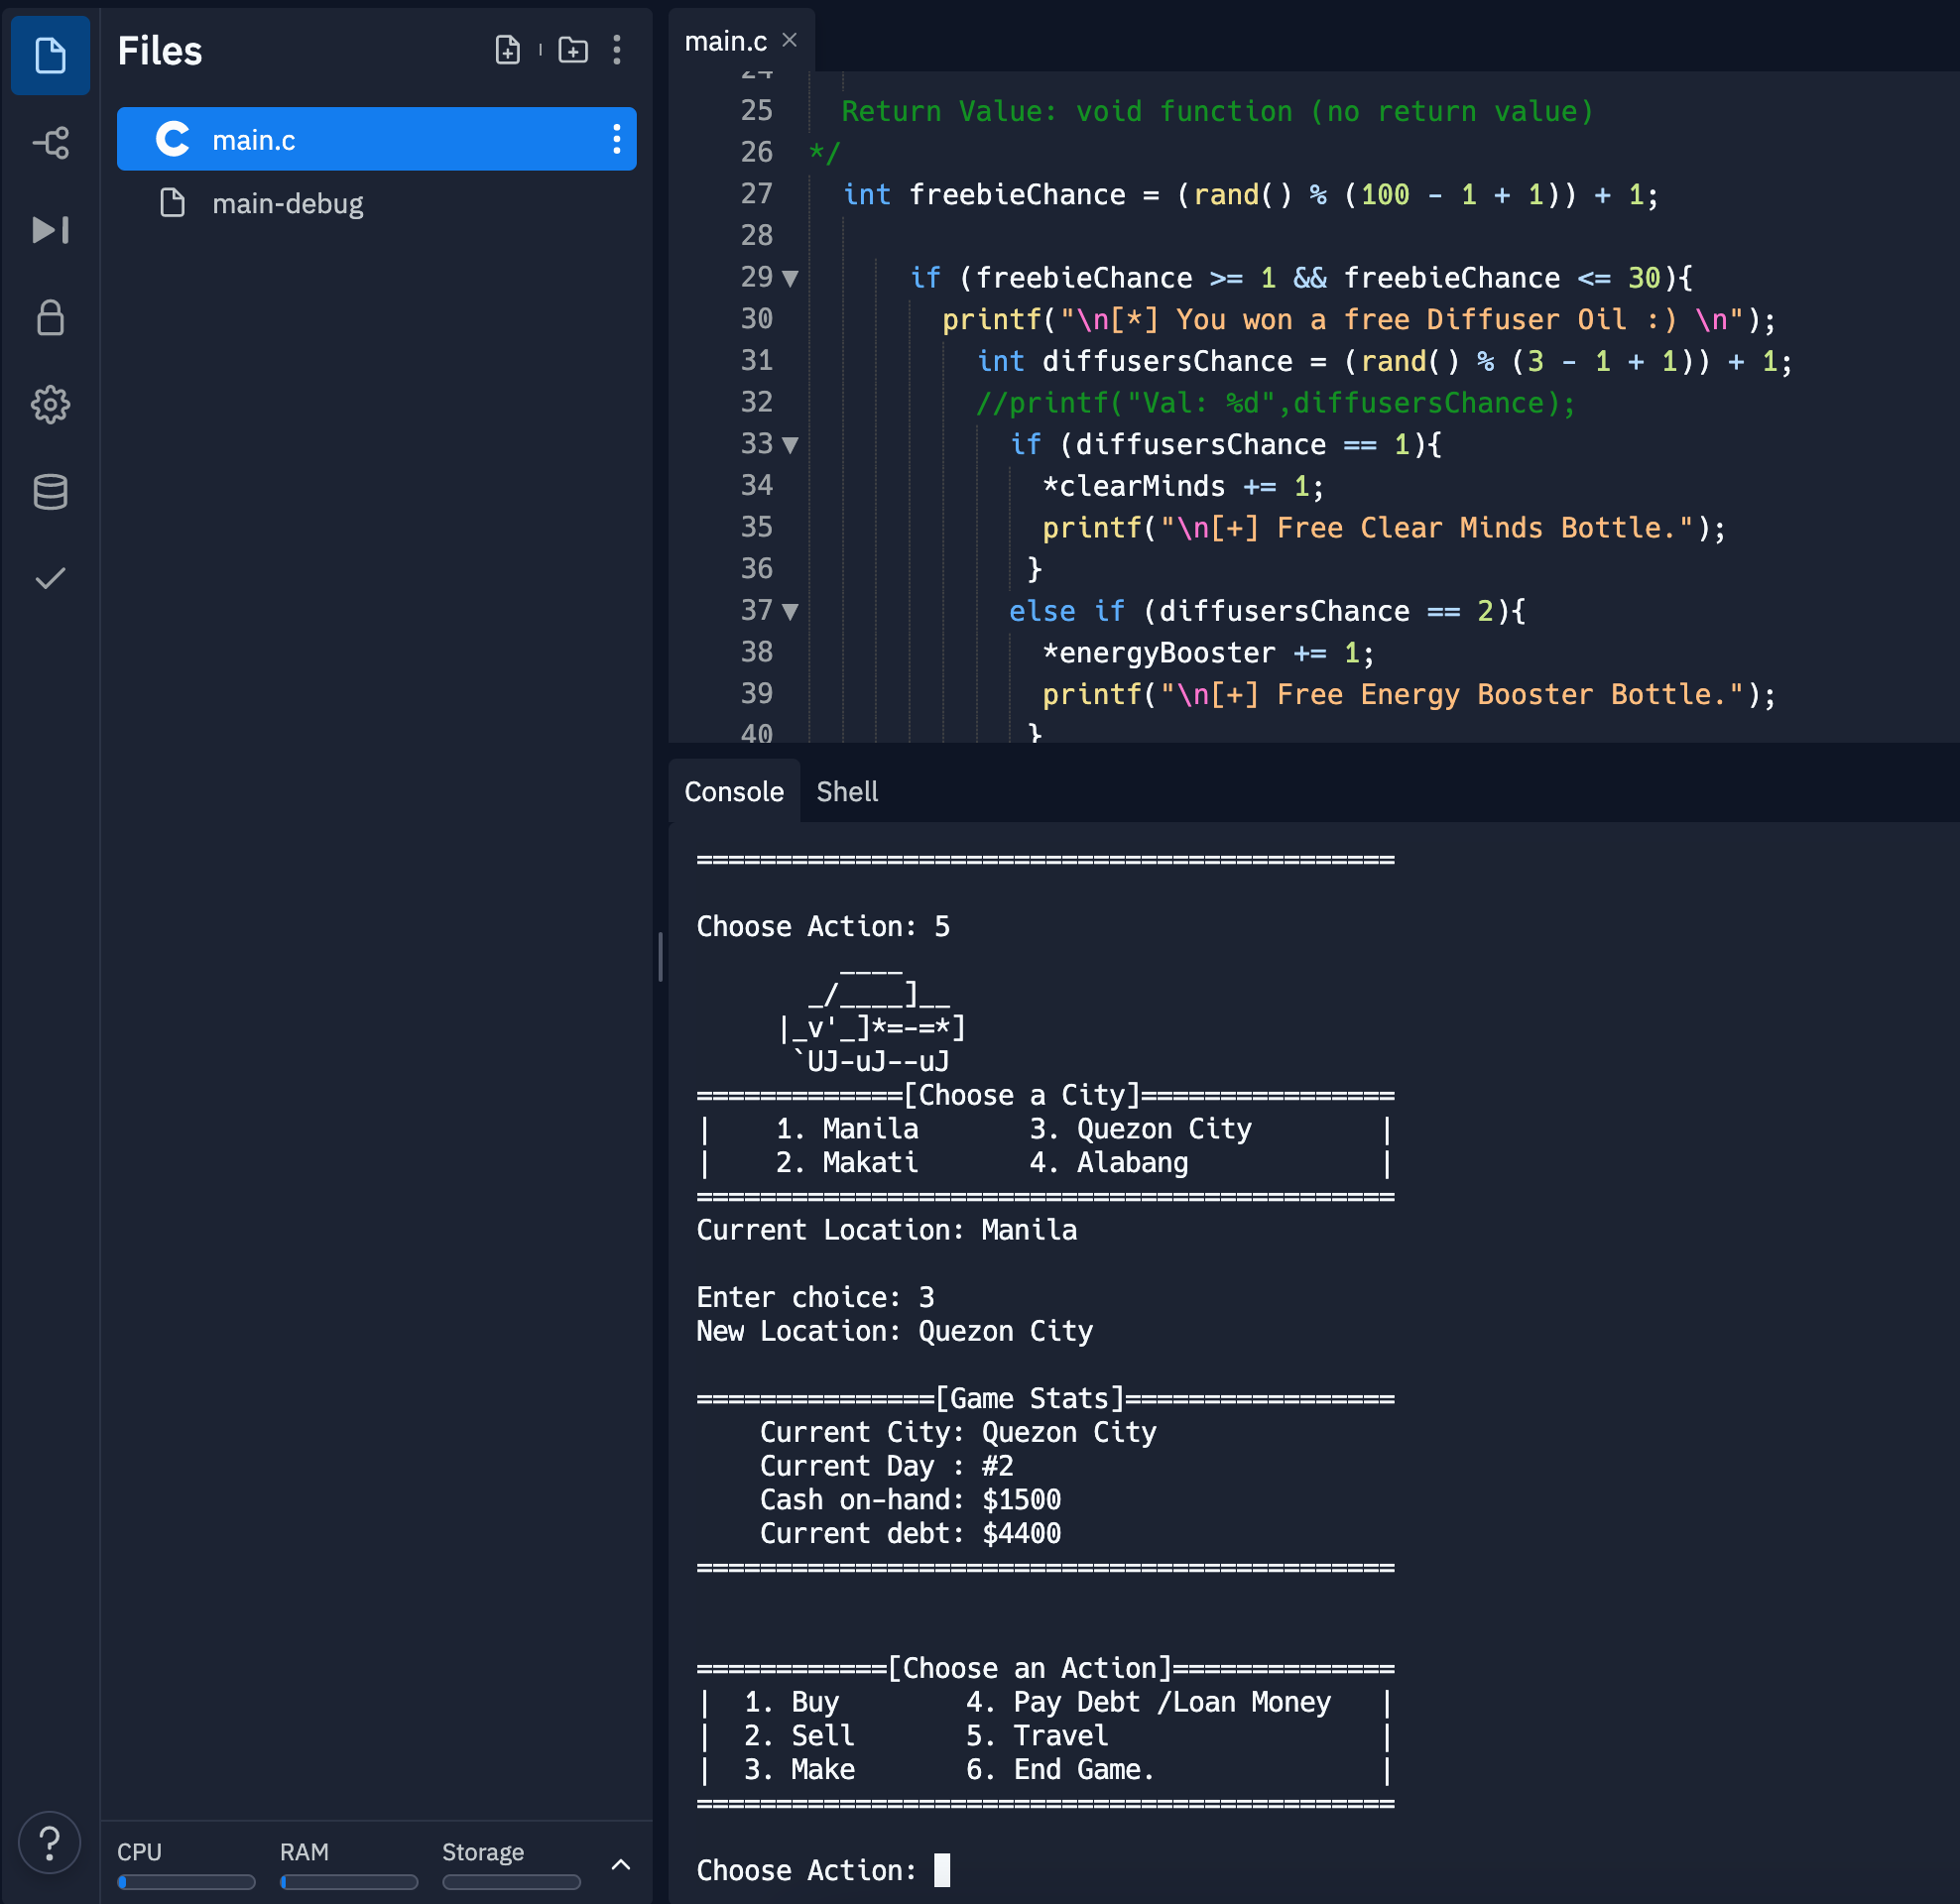 Files
main.c
main-debug
CPU RAM Storage
main.c
24
25 Return Value: void function (no return value)
26 */
27 int freebieChance = (rand() % (100 - 1 + 1)) + 1;
28
29 if (freebieChance >= 1 && freebieChance <= 30){
30 printf("\n[*] You won a free Diffuser Oil :) \n");
31 int diffusersChance = (rand() % (3 - 1 + 1)) + 1;
32 //printf("Val: %d",diffusersChance);
33 if (diffusersChance == 1){
34 *clearMinds += 1;
35 printf("\n[+] Free Clear Minds Bottle.");
36 }
37 else if (diffusersChance == 2){
38 *energyBooster += 1;
39 printf("\n[+] Free Energy Booster Bottle.");
40 }
Console Shell
============================================
Choose Action: 5
         ____
       _/____]__
     |_v'_]*=-=*]
      `UJ-uJ--uJ
=============[Choose a City]================
|    1. Manila       3. Quezon City        |
|    2. Makati       4. Alabang            |
============================================
Current Location: Manila
Enter choice: 3
New Location: Quezon City
===============[Game Stats]=================
    Current City: Quezon City
    Current Day : #2
    Cash on-hand: $1500
    Current debt: $4400
============================================
============[Choose an Action]==============
|  1. Buy        4. Pay Debt /Loan Money   |
|  2. Sell       5. Travel                 |
|  3. Make       6. End Game.              |
============================================
Choose Action:
?